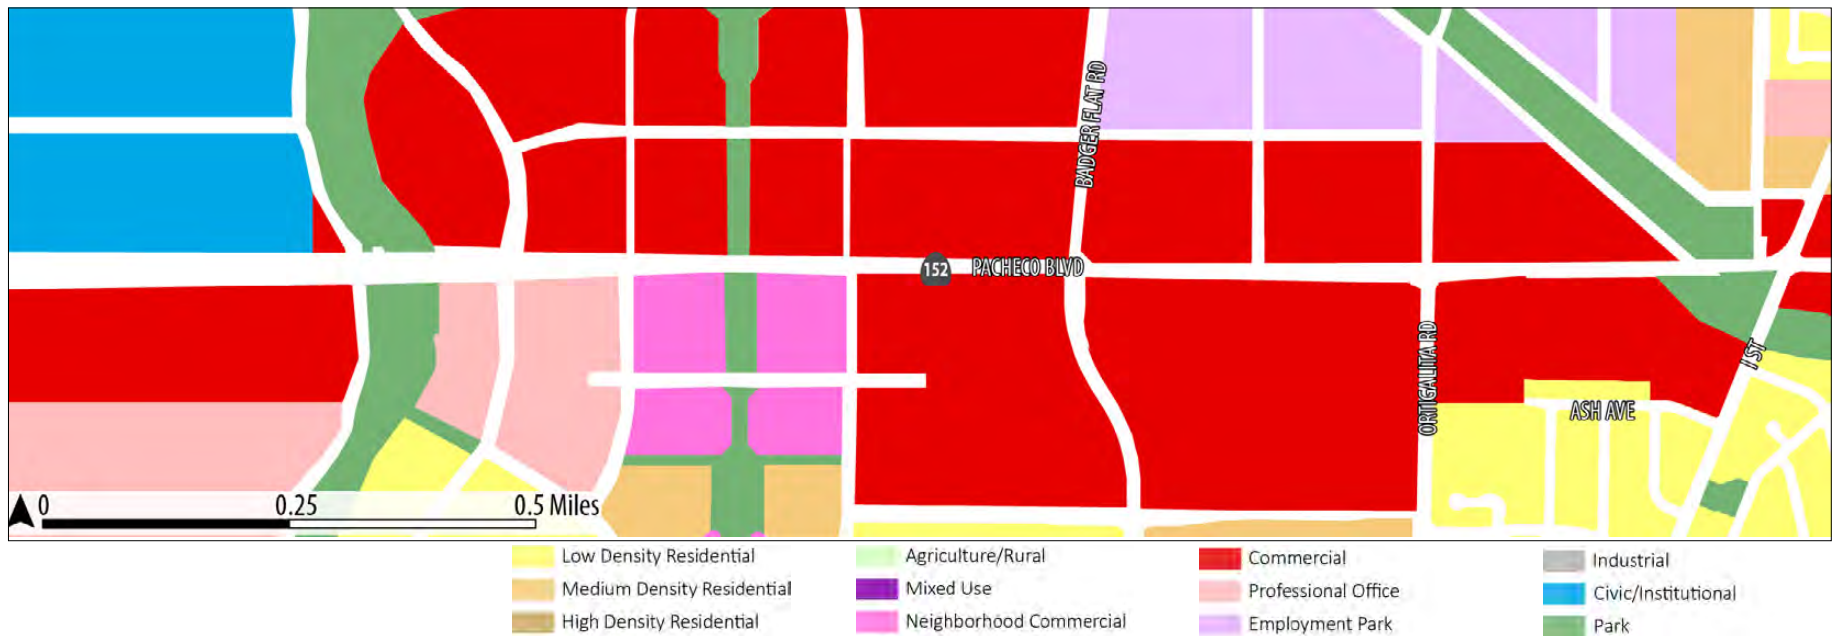 BADGER FLAT RD
152
PACHECO BLVD
ORTIGALITA RD
I ST
ASH AVE
0 0.25 0.5 Miles
Low Density Residential
Medium Density Residential
High Density Residential
Agriculture/Rural
Mixed Use
Neighborhood Commercial
Commercial
Professional Office
Employment Park
Industrial
Civic/Institutional
Park